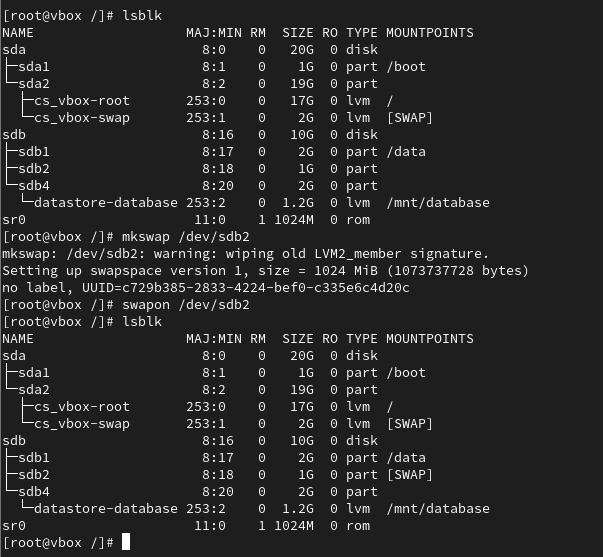 [root@vbox /]# lsblk
NAME                   MAJ:MIN RM  SIZE RO TYPE MOUNTPOINTS
sda                      8:0    0   20G  0 disk
├─sda1                   8:1    0    1G  0 part /boot
└─sda2                   8:2    0   19G  0 part
  ├─cs_vbox-root       253:0    0   17G  0 lvm  /
  └─cs_vbox-swap       253:1    0    2G  0 lvm  [SWAP]
sdb                      8:16   0   10G  0 disk
├─sdb1                   8:17   0    2G  0 part /data
├─sdb2                   8:18   0    1G  0 part
└─sdb4                   8:20   0    2G  0 part
  └─datastore-database 253:2    0  1.2G  0 lvm  /mnt/database
sr0                     11:0    1 1024M  0 rom
[root@vbox /]# mkswap /dev/sdb2
mkswap: /dev/sdb2: warning: wiping old LVM2_member signature.
Setting up swapspace version 1, size = 1024 MiB (1073737728 bytes)
no label, UUID=c729b385-2833-4224-bef0-c335e6c4d20c
[root@vbox /]# swapon /dev/sdb2
[root@vbox /]# lsblk
NAME                   MAJ:MIN RM  SIZE RO TYPE MOUNTPOINTS
sda                      8:0    0   20G  0 disk
├─sda1                   8:1    0    1G  0 part /boot
└─sda2                   8:2    0   19G  0 part
  ├─cs_vbox-root       253:0    0   17G  0 lvm  /
  └─cs_vbox-swap       253:1    0    2G  0 lvm  [SWAP]
sdb                      8:16   0   10G  0 disk
├─sdb1                   8:17   0    2G  0 part /data
├─sdb2                   8:18   0    1G  0 part [SWAP]
└─sdb4                   8:20   0    2G  0 part
  └─datastore-database 253:2    0  1.2G  0 lvm  /mnt/database
sr0                     11:0    1 1024M  0 rom
[root@vbox /]#